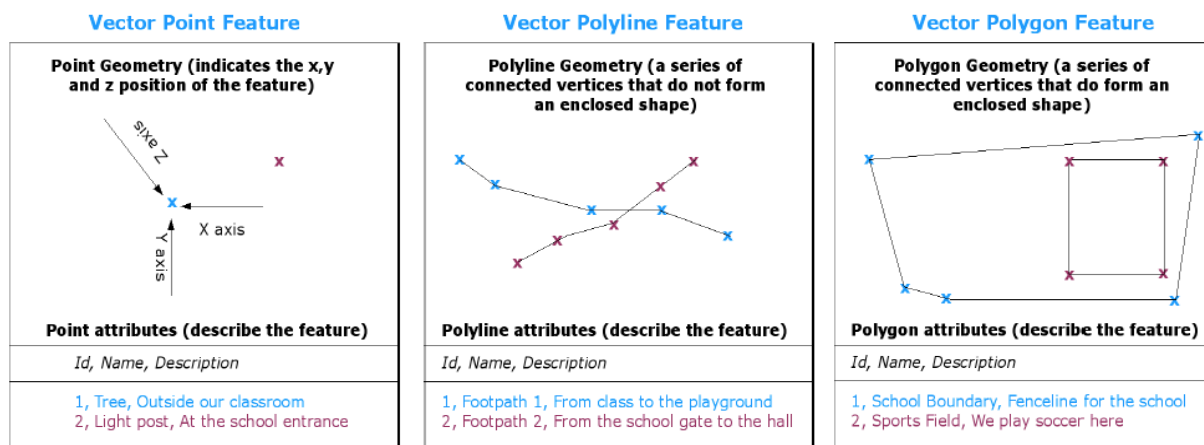 Vector Point Feature
Point Geometry (indicates the x,y
and z position of the feature)
Z axis
x
x
X axis
Y axis
Point attributes (describe the feature)
Id, Name, Description
1, Tree, Outside our classroom
2, Light post, At the school entrance
Vector Polyline Feature
Polyline Geometry (a series of
connected vertices that do not form
an enclosed shape)
x x x x x
x x x x x
Polyline attributes (describe the feature)
Id, Name, Description
1, Footpath 1, From class to the playground
2, Footpath 2, From the school gate to the hall
Vector Polygon Feature
Polygon Geometry (a series of
connected vertices that do form an
enclosed shape)
x x x x x
x x x x
Polygon attributes (describe the feature)
Id, Name, Description
1, School Boundary, Fenceline for the school
2, Sports Field, We play soccer here